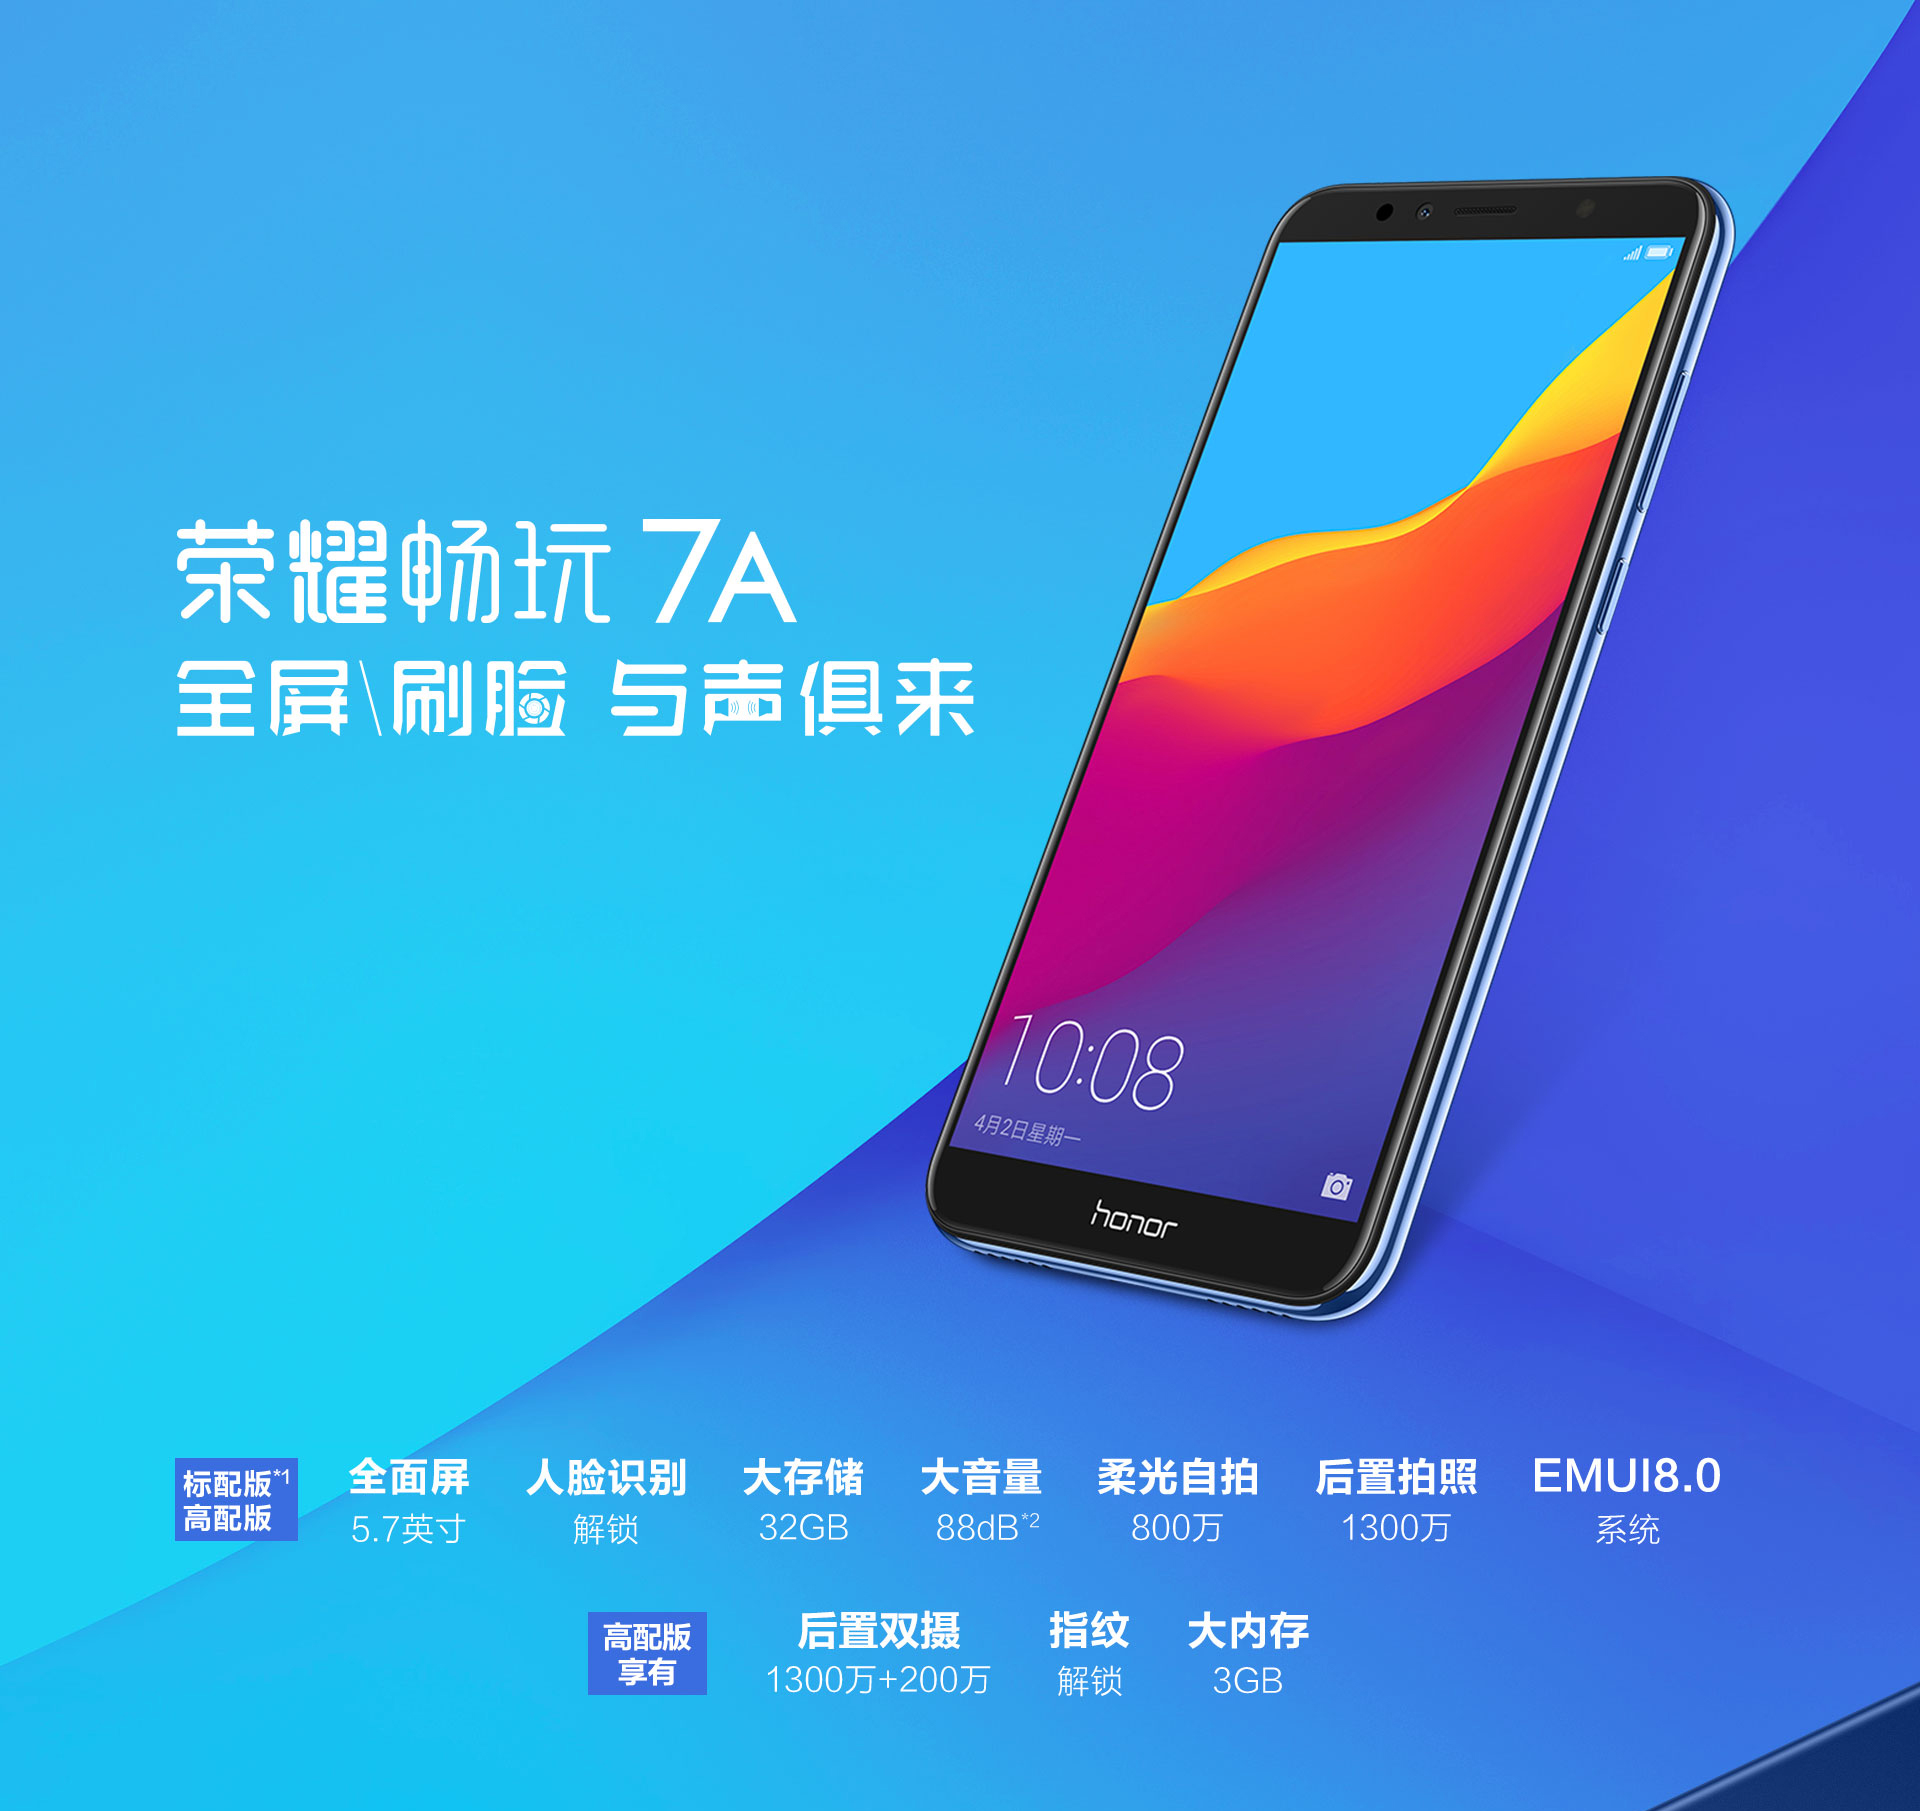 荣耀畅玩 7A
全屏\刷脸 与声俱来
10:08
4月2日星期一
honor
标配版*1
高配版
全面屏
5.7英寸
人脸识别
解锁
大存储
32GB
大音量
88dB*2
柔光自拍
800万
后置拍照
1300万
EMUI8.0
系统
高配版
享有
后置双摄
1300万+200万
指纹
解锁
大内存
3GB